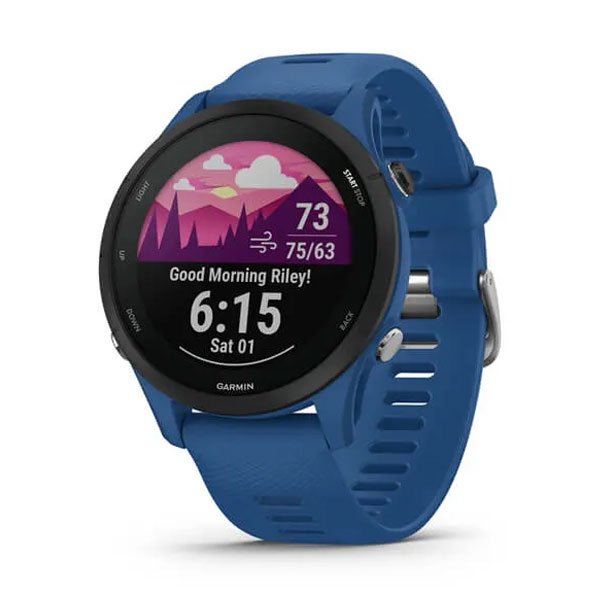 LIGHT
START STOP
UP
DOWN
BACK
73
75/63
Good Morning Riley!
6:15
Sat 01
GARMIN